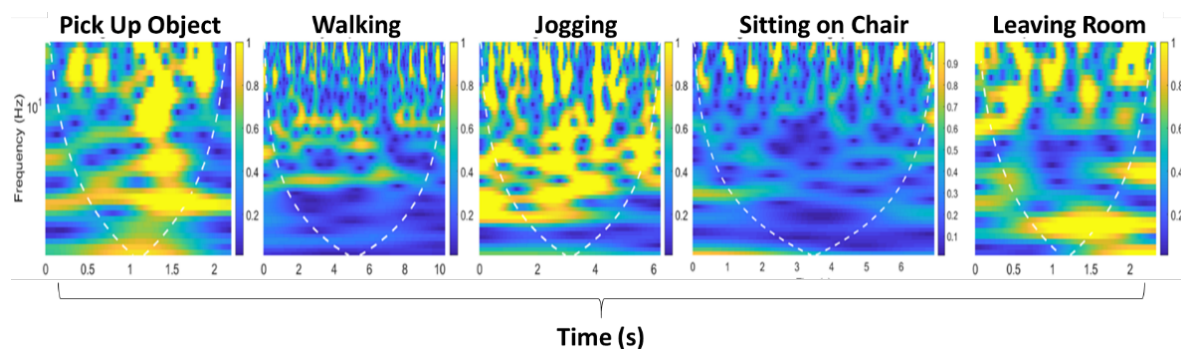 Pick Up Object
Walking
Jogging
Sitting on Chair
Leaving Room
Frequency (Hz)
10¹
1
0.8
0.6
0.4
0.2
0 0.5 1 1.5 2
1
0.8
0.6
0.4
0.2
0 2 4 6 8 10
1
0.8
0.6
0.4
0.2
0 2 4 6
0.9
0.8
0.7
0.6
0.5
0.4
0.3
0.2
0.1
0 1 2 3 4 5 6
1
0.8
0.6
0.4
0.2
0 0.5 1 1.5 2
Time (s)